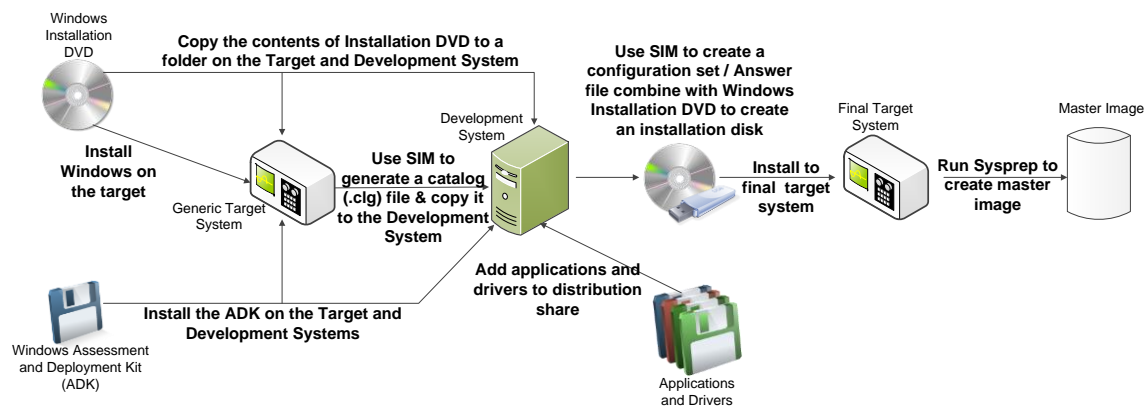 Windows
Installation
DVD
Copy the contents of Installation DVD to a
folder on the Target and Development System
Install
Windows on
the target
Generic Target
System
Use SIM to
generate a catalog
(.clg) file & copy it
to the Development
System
Development
System
Use SIM to create a
configuration set / Answer
file combine with Windows
Installation DVD to create
an installation disk
Install to
final target
system
Final Target
System
Run Sysprep to
create master
image
Master Image
Add applications and
drivers to distribution
share
Install the ADK on the Target and
Development Systems
Windows Assessment
and Deployment Kit
(ADK)
Applications
and Drivers